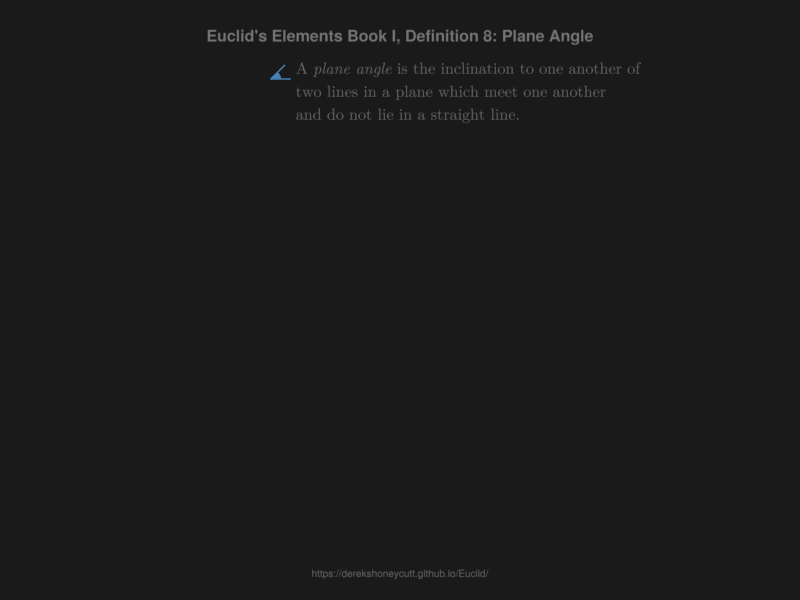 Euclid's Elements Book I, Definition 8: Plane Angle
A plane angle is the inclination to one another of
two lines in a plane which meet one another
and do not lie in a straight line.
https://derekshoneycutt.github.io/Euclid/